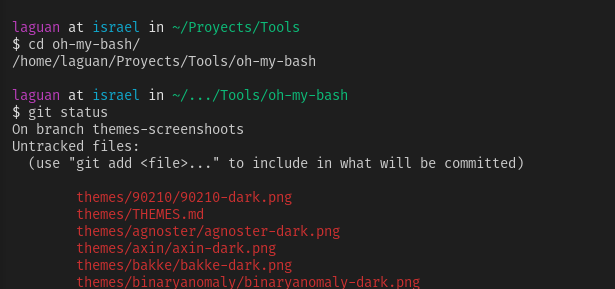 laguan at israel in ~/Proyects/Tools
$ cd oh-my-bash/
/home/laguan/Proyects/Tools/oh-my-bash
laguan at israel in ~/.../Tools/oh-my-bash
$ git status
On branch themes-screenshoots
Untracked files:
  (use "git add <file>..." to include in what will be committed)
        themes/90210/90210-dark.png
        themes/THEMES.md
        themes/agnoster/agnoster-dark.png
        themes/axin/axin-dark.png
        themes/bakke/bakke-dark.png
        themes/binaryanomaly/binaryanomaly-dark.png